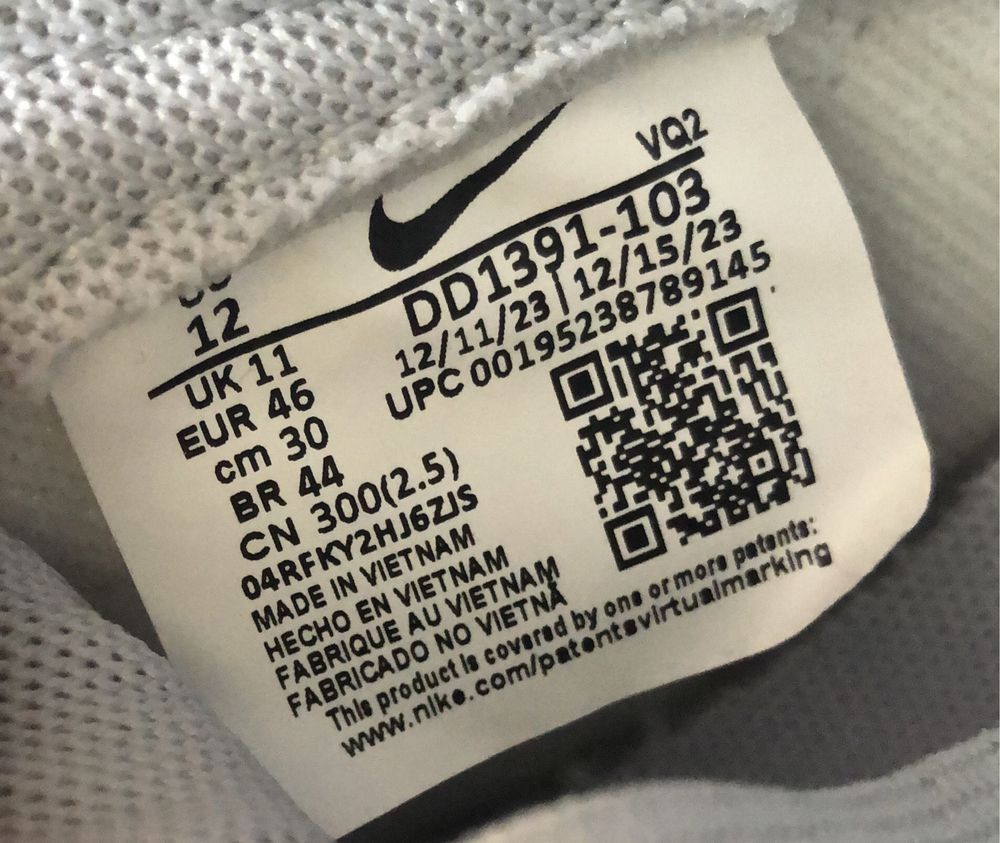 VQ2
12
DD1391-103
12/11/23 | 12/15/23
UPC 00195238789145
UK 11
EUR 46
cm 30
BR 44
CN 300(2.5)
04RFKY2HJ6ZJS
MADE IN VIETNAM
HECHO EN VIETNAM
FABRIQUE AU VIETNAM
FABRICADO NO VIETNÃ
This product is covered by one or more patents:
www.nike.com/patentsvirtualmarking